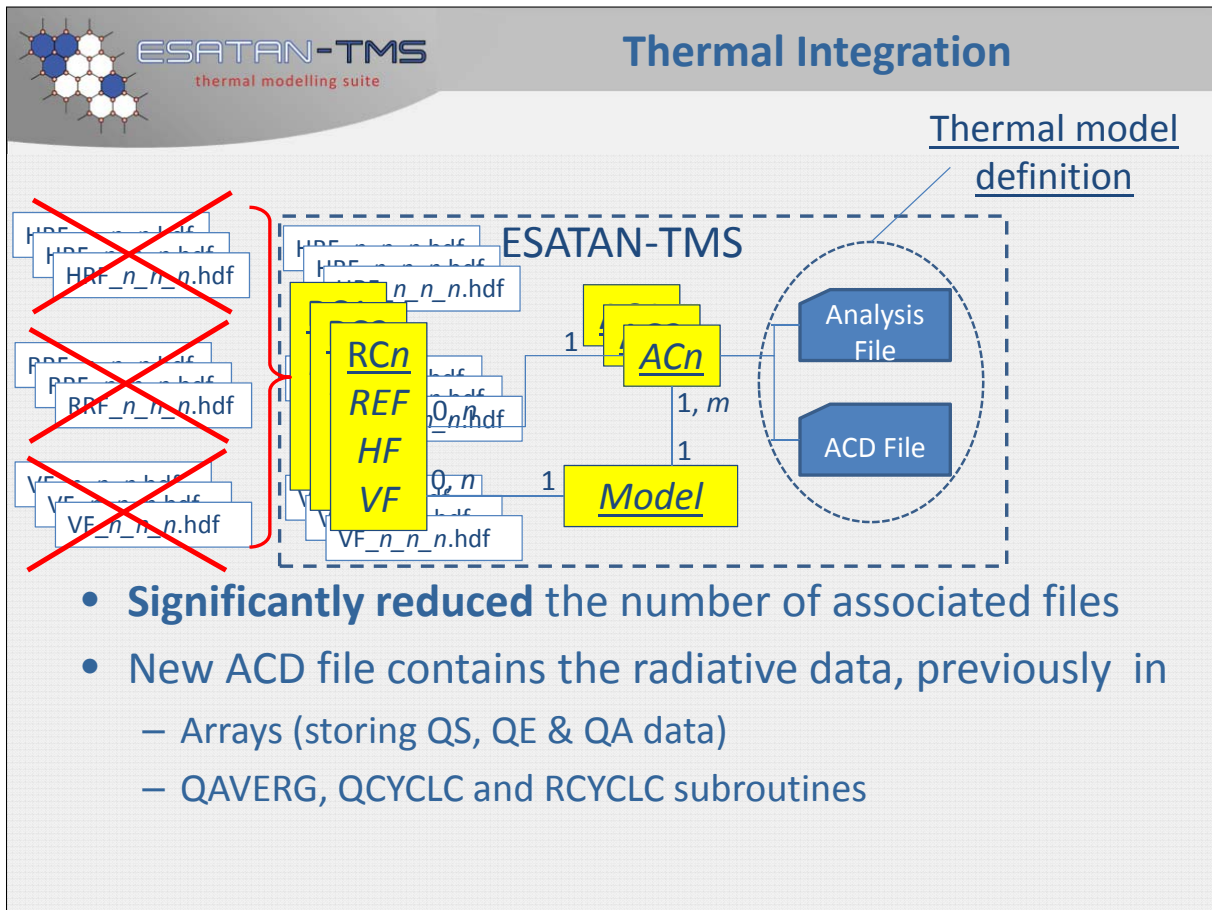 ESATAN-TMS
thermal modelling suite
Thermal Integration
Thermal model
definition
HRF_n_n_n.hdf
RRF_n_n_n.hdf
VF_n_n_n.hdf
ESATAN-TMS
_n_n_n.hdf
RCn
REF
HF
VF
0, n
n.hdf
0, n
VF_n_n_n.hdf
1
ACn
1, m
1
1
Model
Analysis
File
ACD File
• Significantly reduced the number of associated files
• New ACD file contains the radiative data, previously in
– Arrays (storing QS, QE & QA data)
– QAVERG, QCYCLC and RCYCLC subroutines